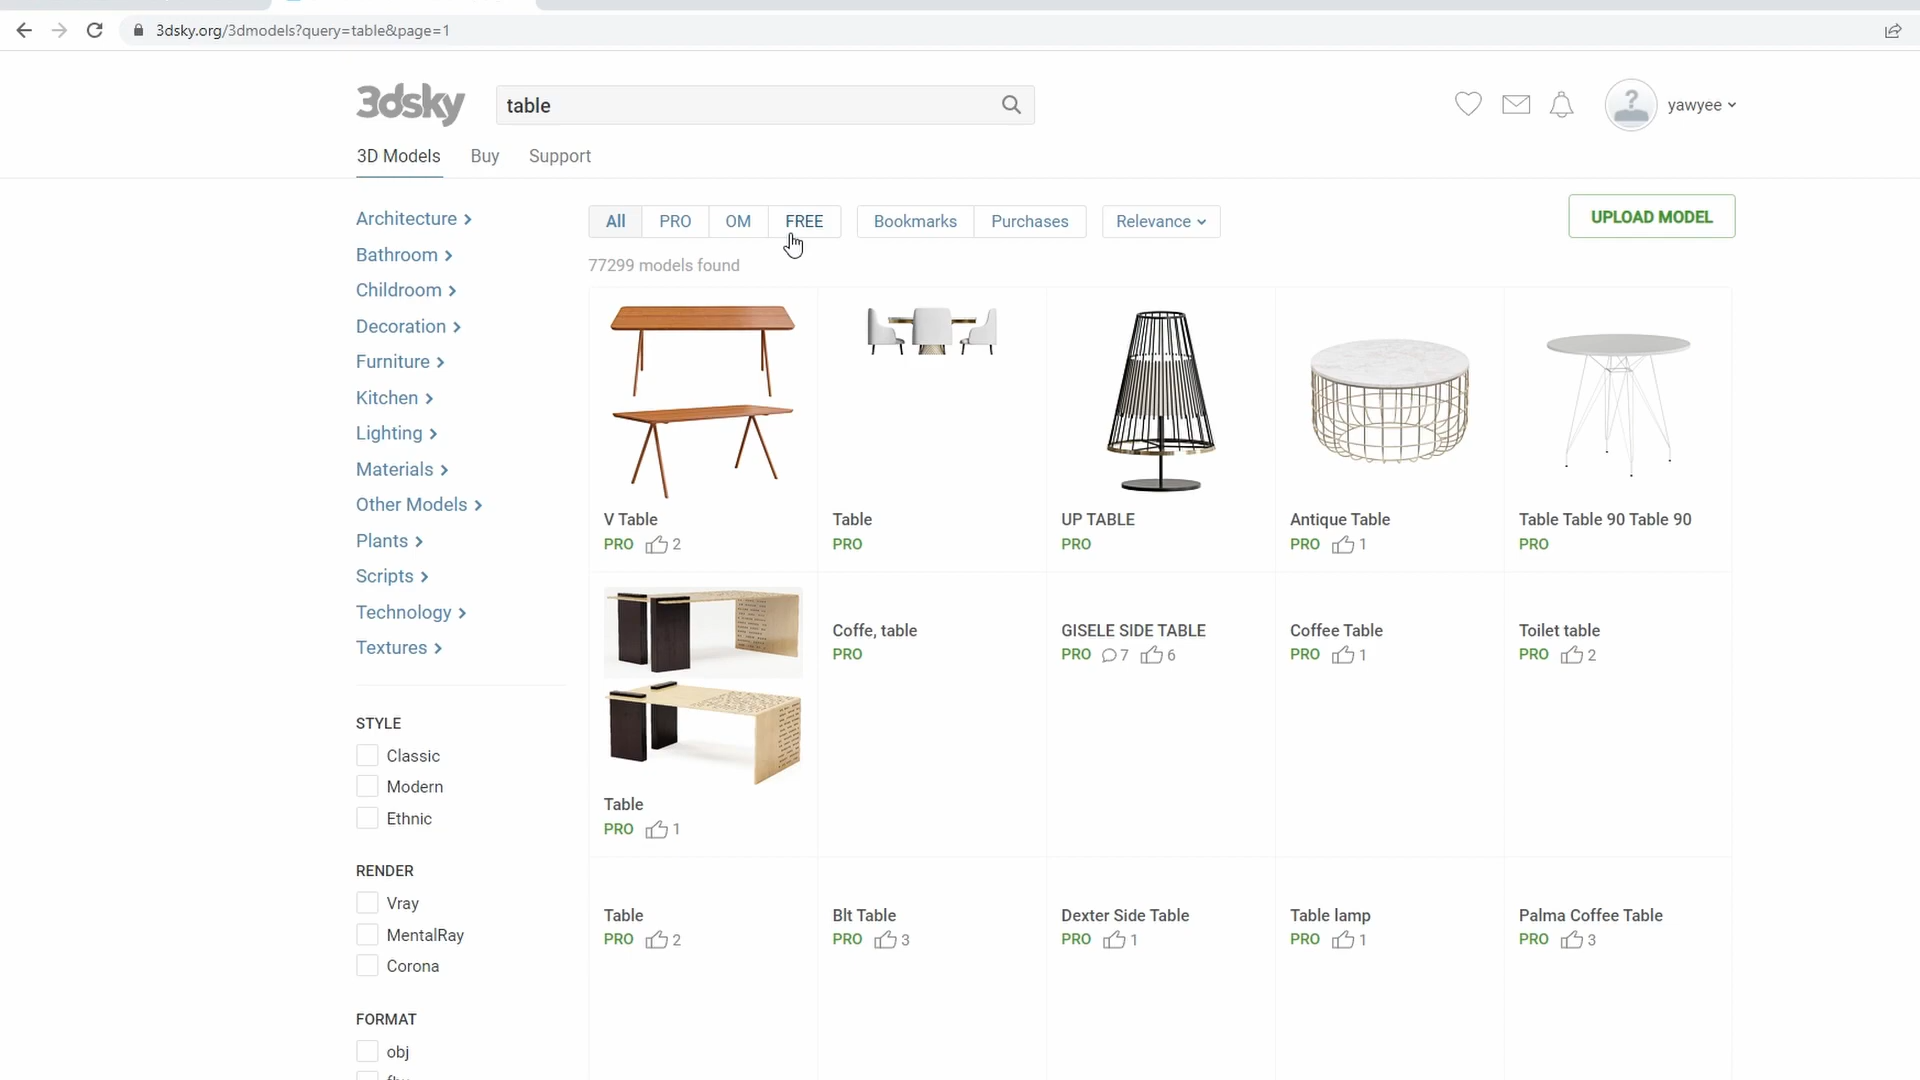 3dsky.org/3dmodels?query=table&page=1
3dsky
table
yawyee
3D Models
Buy
Support
Architecture
Bathroom
Childroom
Decoration
Furniture
Kitchen
Lighting
Materials
Other Models
Plants
Scripts
Technology
Textures
STYLE
Classic
Modern
Ethnic
RENDER
Vray
MentalRay
Corona
FORMAT
obj
All
PRO
OM
FREE
Bookmarks
Purchases
Relevance
UPLOAD MODEL
77299 models found
V Table
PRO 2
Table
PRO
UP TABLE
PRO
Antique Table
PRO 1
Table Table 90 Table 90
PRO
Table
PRO 1
Coffe, table
PRO
GISELE SIDE TABLE
PRO 7 6
Coffee Table
PRO 1
Toilet table
PRO 2
Table
PRO 2
Blt Table
PRO 3
Dexter Side Table
PRO 1
Table lamp
PRO 1
Palma Coffee Table
PRO 3